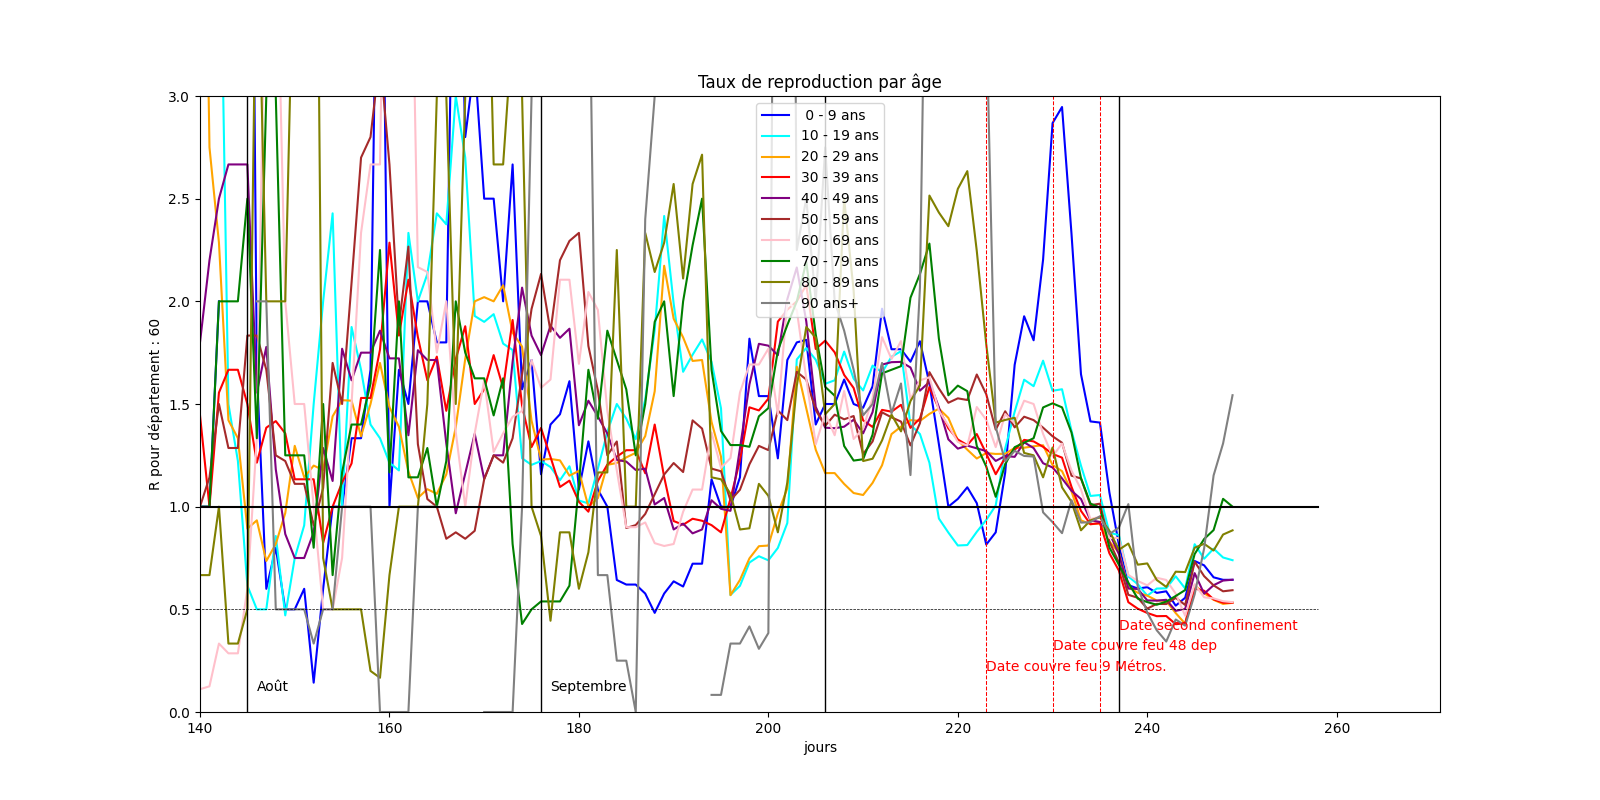 Taux de reproduction par âge
R pour département : 60
3.0
2.5
2.0
1.5
1.0
0.5
0.0
0 - 9 ans
10 - 19 ans
20 - 29 ans
30 - 39 ans
40 - 49 ans
50 - 59 ans
60 - 69 ans
70 - 79 ans
80 - 89 ans
90 ans+
Date second confinement
Date couvre feu 48 dep
Date couvre feu 9 Métros.
Août
Septembre
140
160
180
200
220
240
260
jours